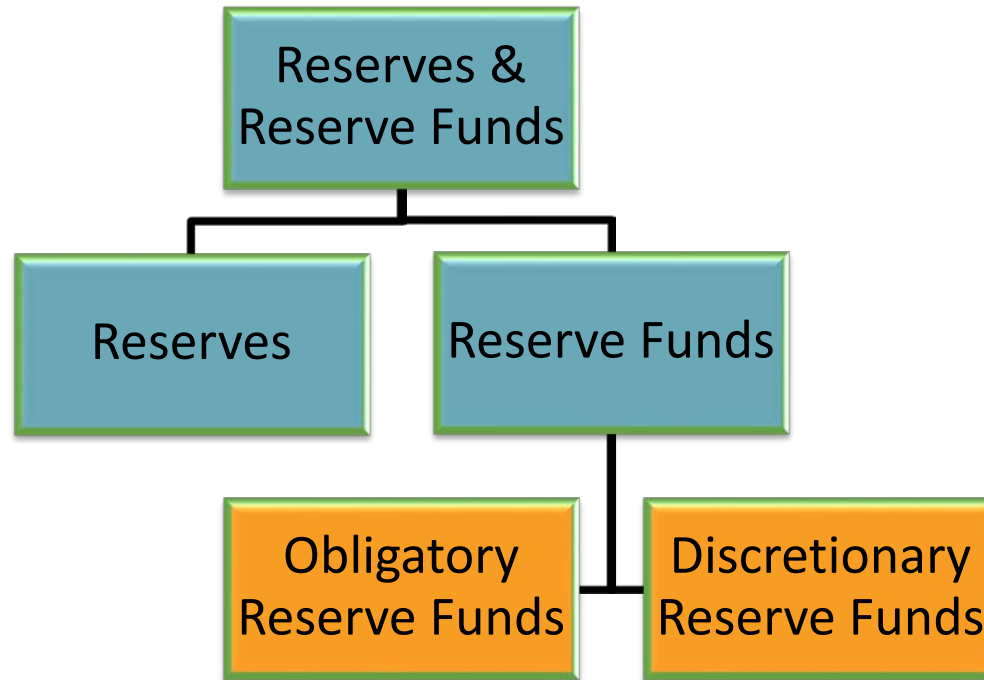 Reserves &
Reserve Funds
Reserves
Reserve Funds
Obligatory
Reserve Funds
Discretionary
Reserve Funds